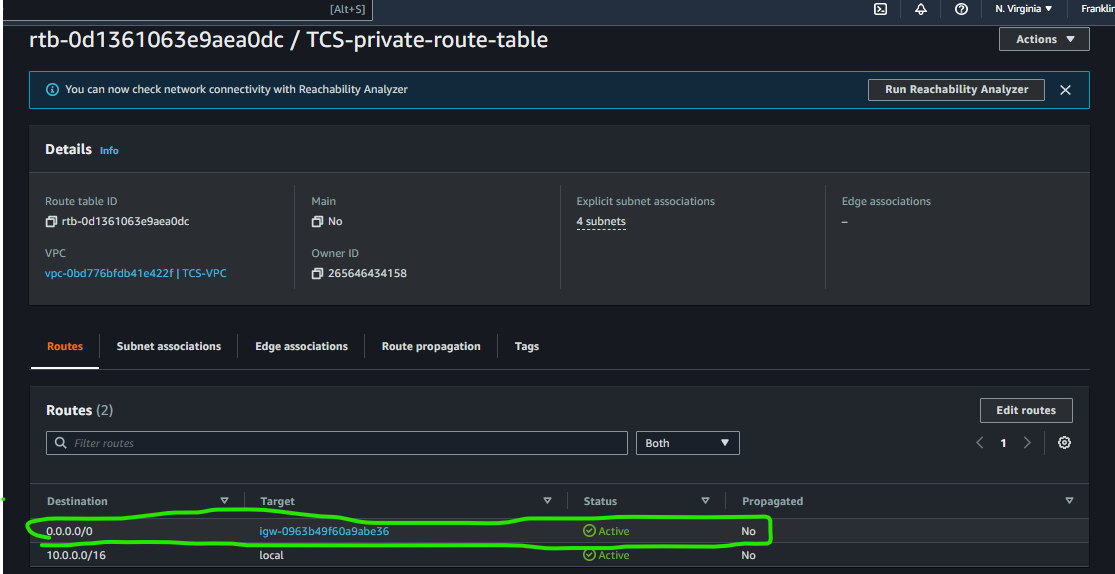 [Alt+S]
N. Virginia
rtb-0d1361063e9aea0dc / TCS-private-route-table
Actions
You can now check network connectivity with Reachability Analyzer
Run Reachability Analyzer
Details Info
Route table ID
rtb-0d1361063e9aea0dc
Main
No
Explicit subnet associations
4 subnets
Edge associations
–
VPC
vpc-0bd776bfdb41e422f | TCS-VPC
Owner ID
265646434158
Routes
Subnet associations
Edge associations
Route propagation
Tags
Routes (2)
Edit routes
Filter routes
Both
1
Destination Target Status Propagated
0.0.0.0/0 igw-0963b49f60a9abe36 Active No
10.0.0.0/16 local Active No